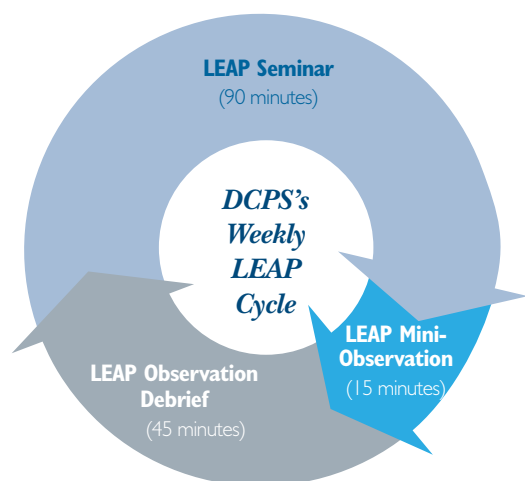 LEAP Seminar
(90 minutes)
DCPS's
Weekly
LEAP
Cycle
LEAP Mini-
Observation
(15 minutes)
LEAP Observation
Debrief
(45 minutes)